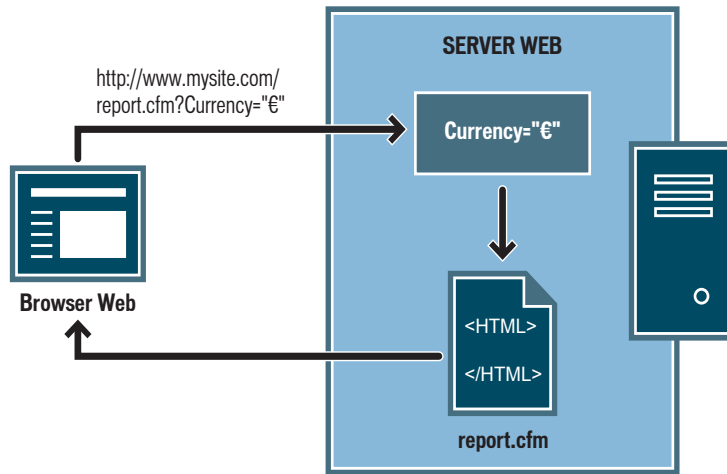 SERVER WEB
http://www.mysite.com/
report.cfm?Currency="€"
Currency="€"
Browser Web
<HTML>
</HTML>
report.cfm